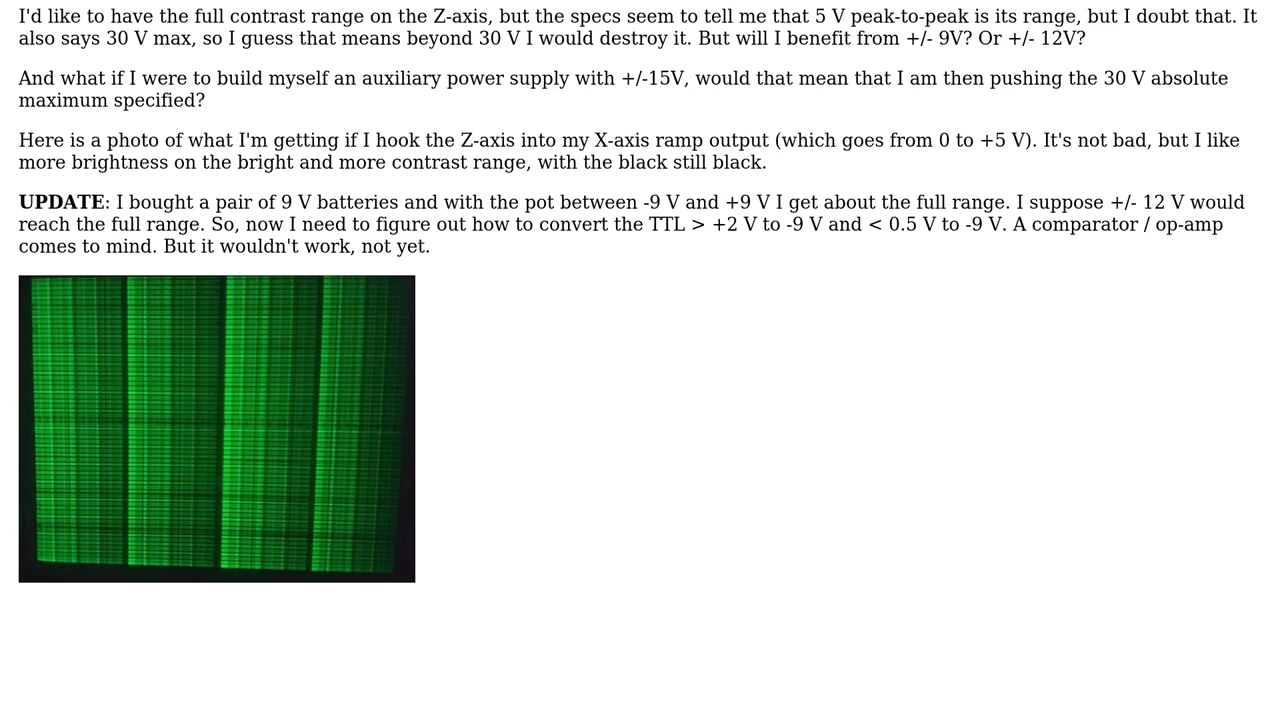 I'd like to have the full contrast range on the Z-axis, but the specs seem to tell me that 5 V peak-to-peak is its range, but I doubt that. It
also says 30 V max, so I guess that means beyond 30 V I would destroy it. But will I benefit from +/- 9V? Or +/- 12V?
And what if I were to build myself an auxiliary power supply with +/-15V, would that mean that I am then pushing the 30 V absolute
maximum specified?
Here is a photo of what I'm getting if I hook the Z-axis into my X-axis ramp output (which goes from 0 to +5 V). It's not bad, but I like
more brightness on the bright and more contrast range, with the black still black.
UPDATE: I bought a pair of 9 V batteries and with the pot between -9 V and +9 V I get about the full range. I suppose +/- 12 V would
reach the full range. So, now I need to figure out how to convert the TTL > +2 V to -9 V and < 0.5 V to -9 V. A comparator / op-amp
comes to mind. But it wouldn't work, not yet.